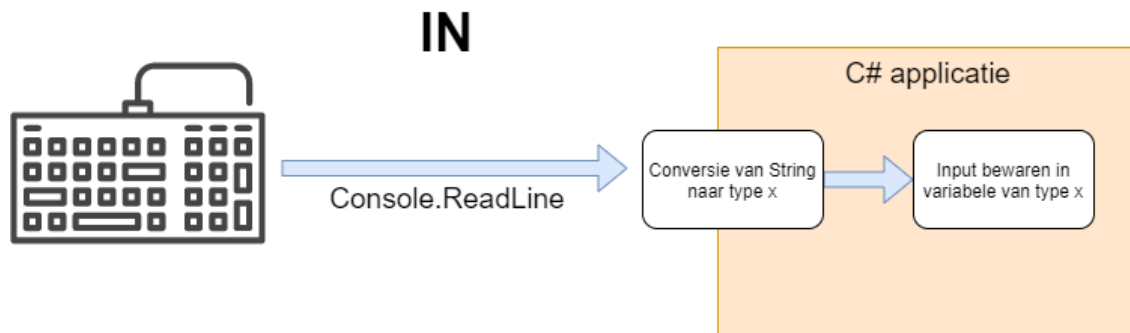 IN
C# applicatie
Console.ReadLine
Conversie van String
naar type x
Input bewaren in
variabele van type x